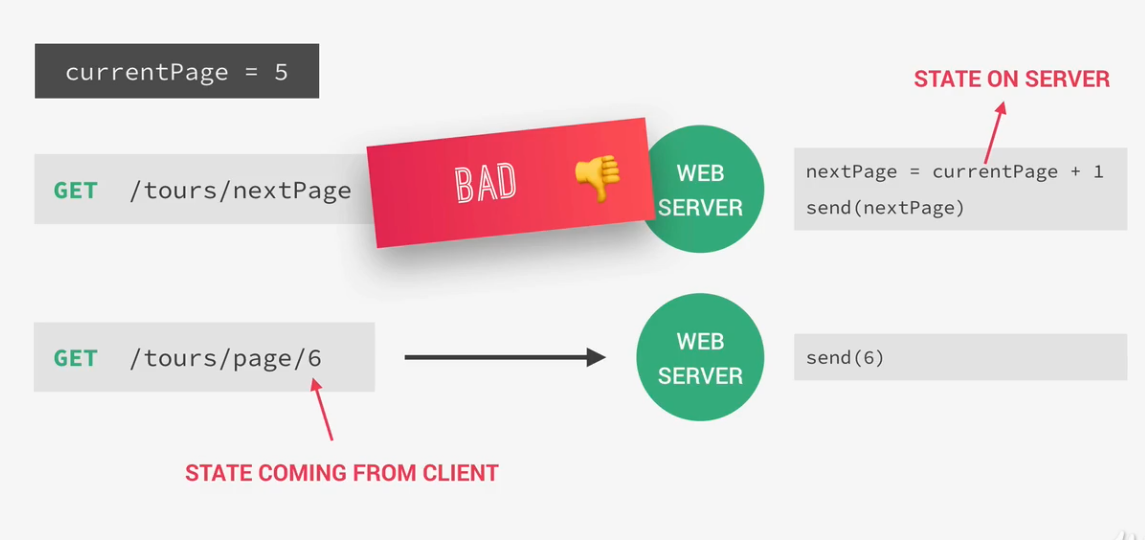 currentPage = 5
STATE ON SERVER
GET /tours/nextPage
BAD
WEB
SERVER
nextPage = currentPage + 1
send(nextPage)
GET /tours/page/6
WEB
SERVER
send(6)
STATE COMING FROM CLIENT